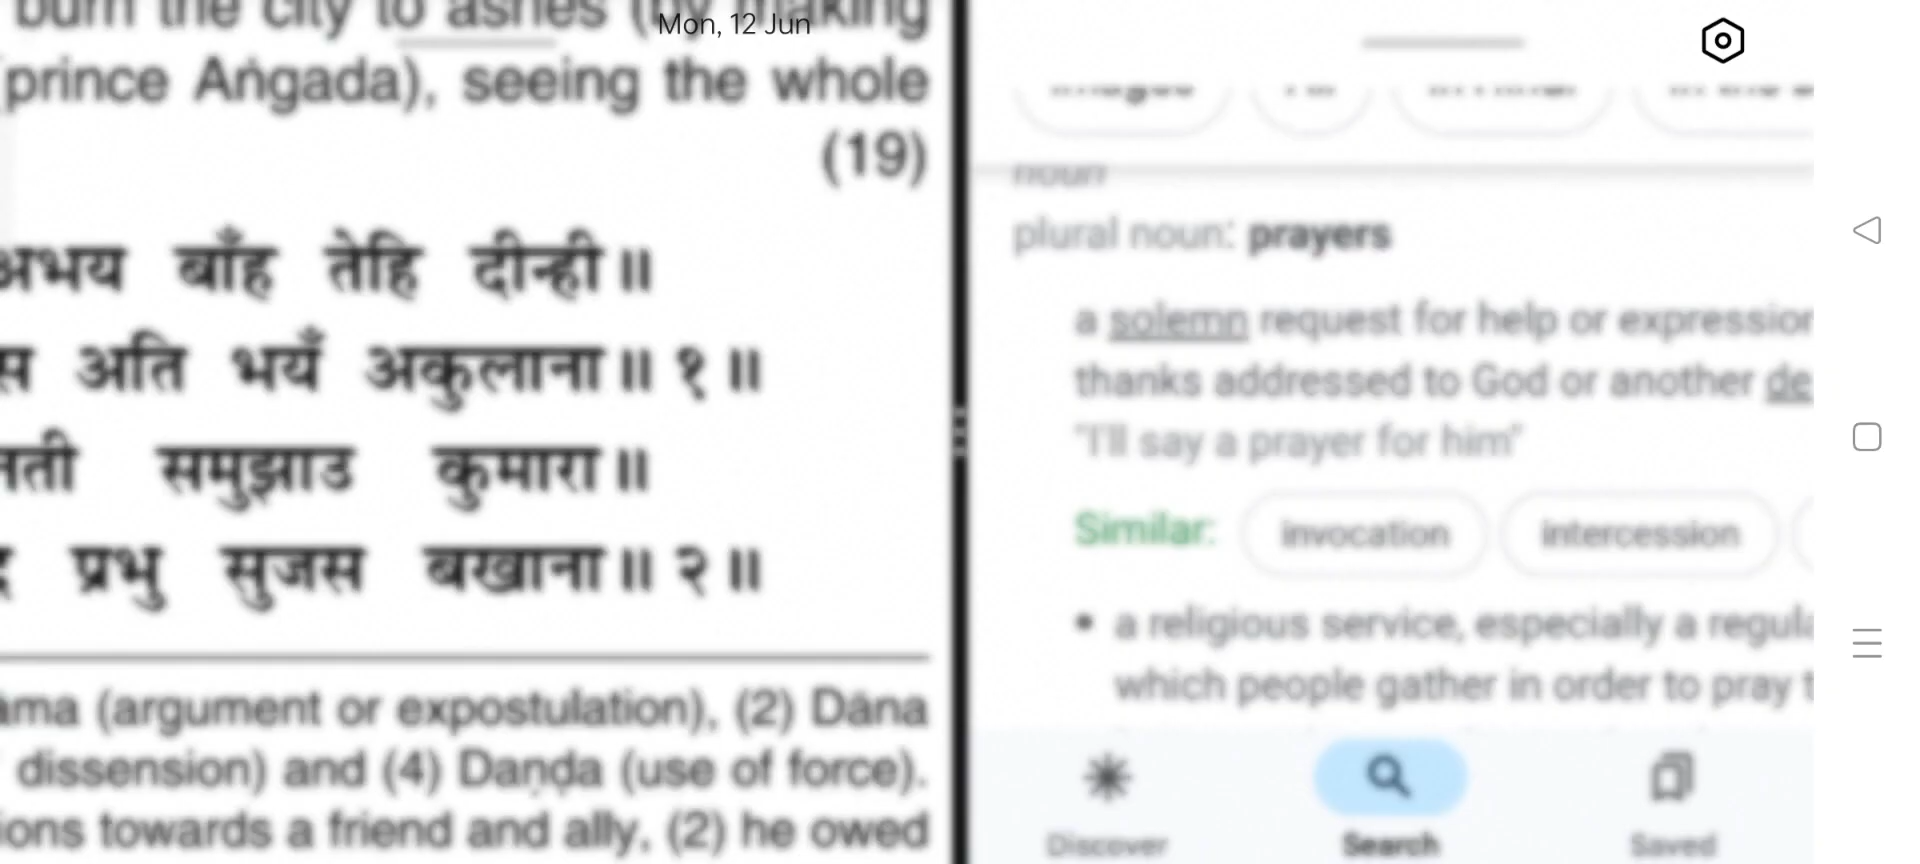 Mon, 12 Jun
burn the city to ashes (by making
(prince Aṅgada), seeing the whole
(19)
अभय बाँह तेहि दीन्ही॥
अति भयँ अकुलाना॥ १ ॥
समुझाउ कुमारा॥
प्रभु सुजस बखाना॥ २ ॥
(argument or expostulation), (2) Dāna
dissension) and (4) Daṇḍa (use of force).
towards a friend and ally, (2) he owed
noun
plural noun: prayers
a solemn request for help or expression
thanks addressed to God or another de
"I'll say a prayer for him"
Similar: invocation intercession
• a religious service, especially a regula
which people gather in order to pray t
Discover Search Saved